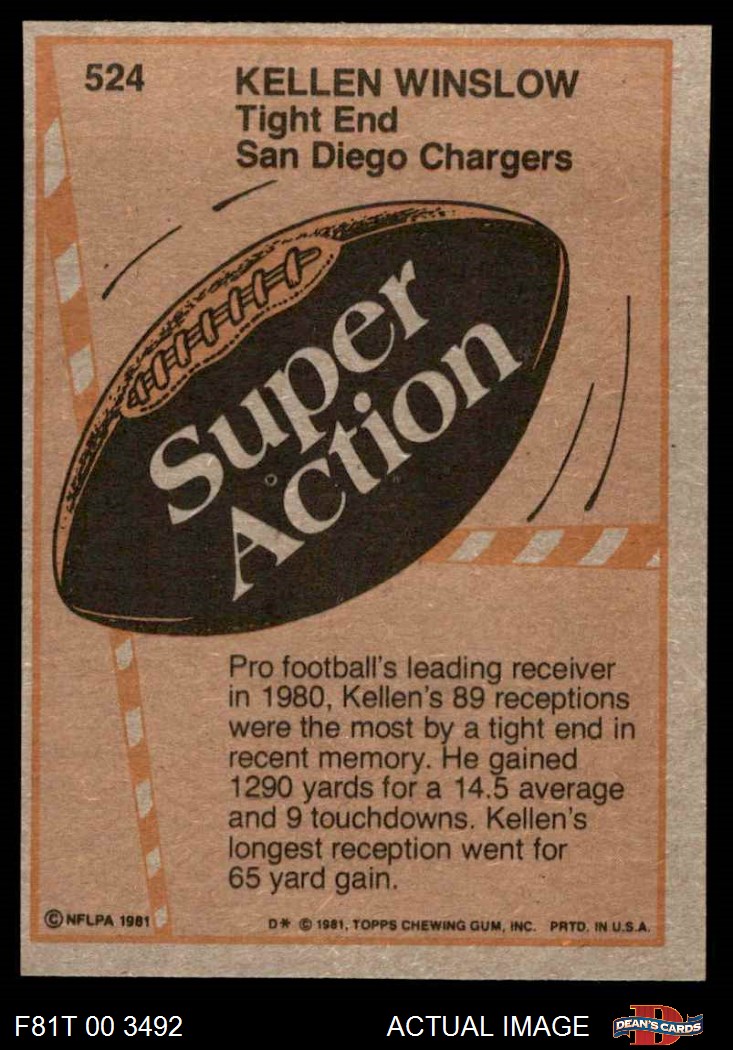 524
KELLEN WINSLOW
Tight End
San Diego Chargers
Super
Action
Pro football's leading receiver
in 1980, Kellen's 89 receptions
were the most by a tight end in
recent memory. He gained
1290 yards for a 14.5 average
and 9 touchdowns. Kellen's
longest reception went for
65 yard gain.
© NFLPA 1981
D* © 1981, TOPPS CHEWING GUM, INC. PRTD. IN U.S.A.
F81T 00 3492
ACTUAL IMAGE
D
DEAN'S CARDS